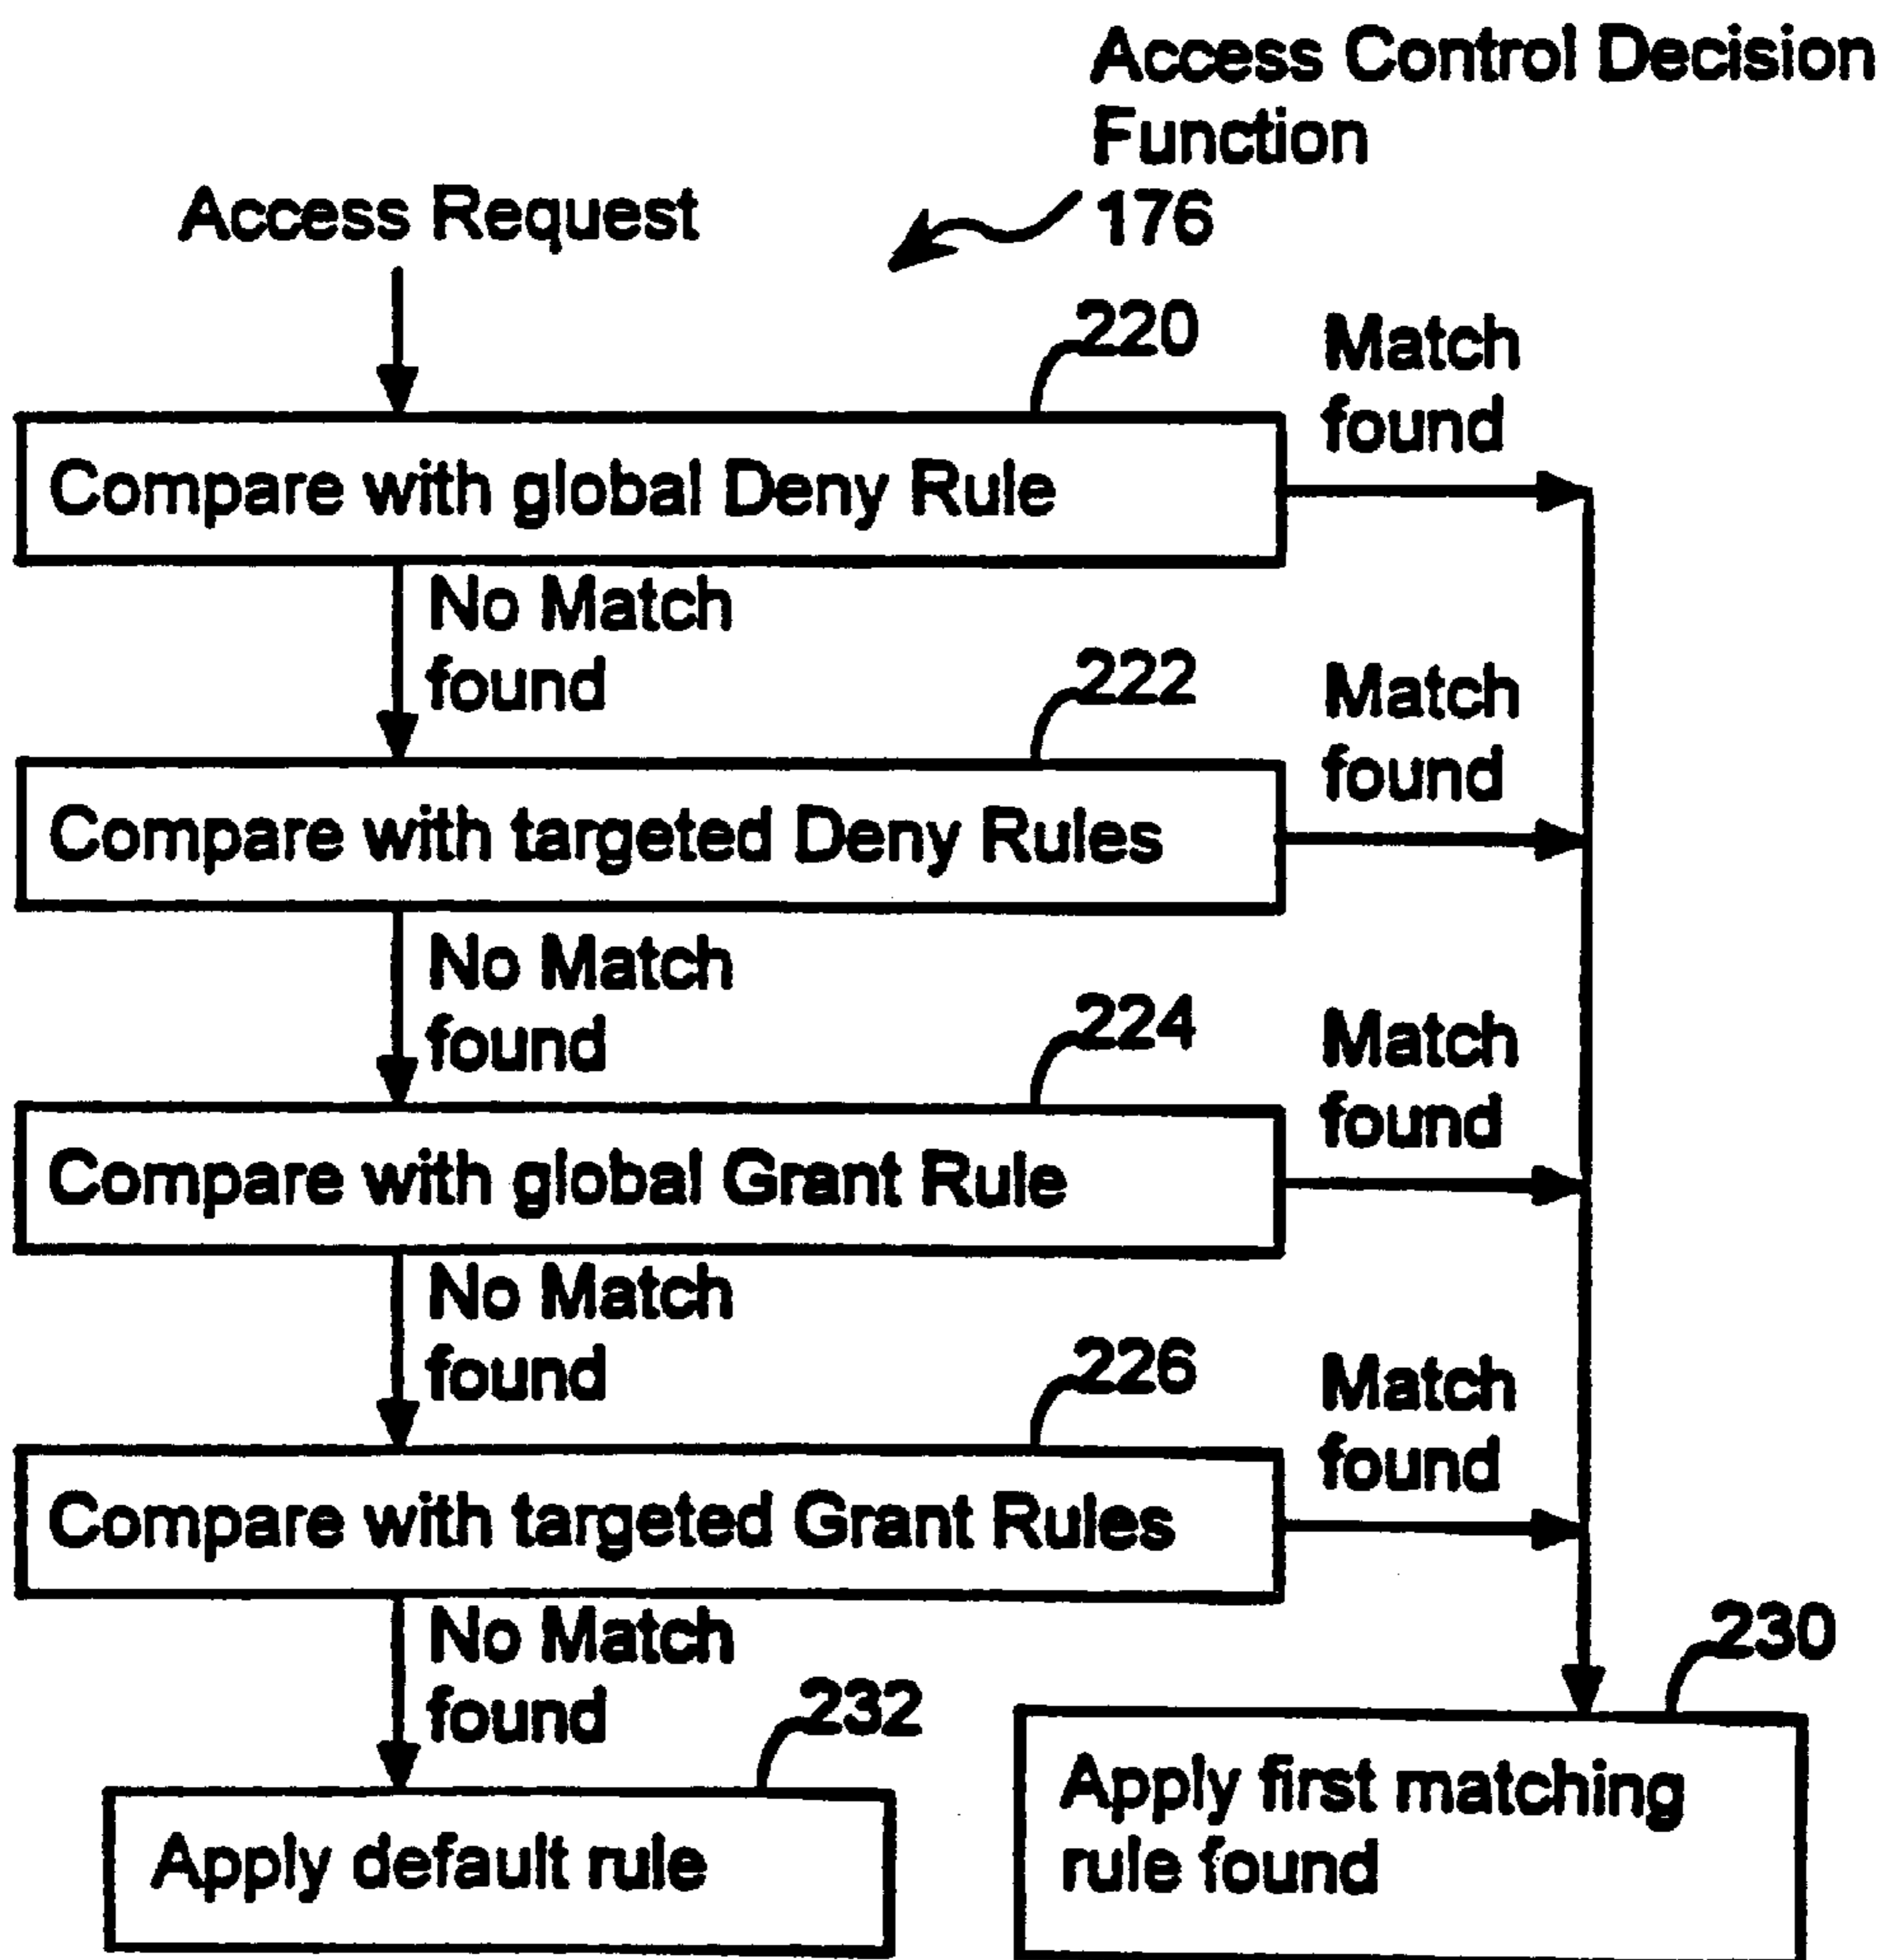 Access Control Decision
Function
176
Access Request
220
Match
found
Compare with global Deny Rule
No Match
found
222
Match
found
Compare with targeted Deny Rules
No Match
found
224
Match
found
Compare with global Grant Rule
No Match
found
226
Match
found
Compare with targeted Grant Rules
No Match
found
232
Apply default rule
230
Apply first matching
rule found